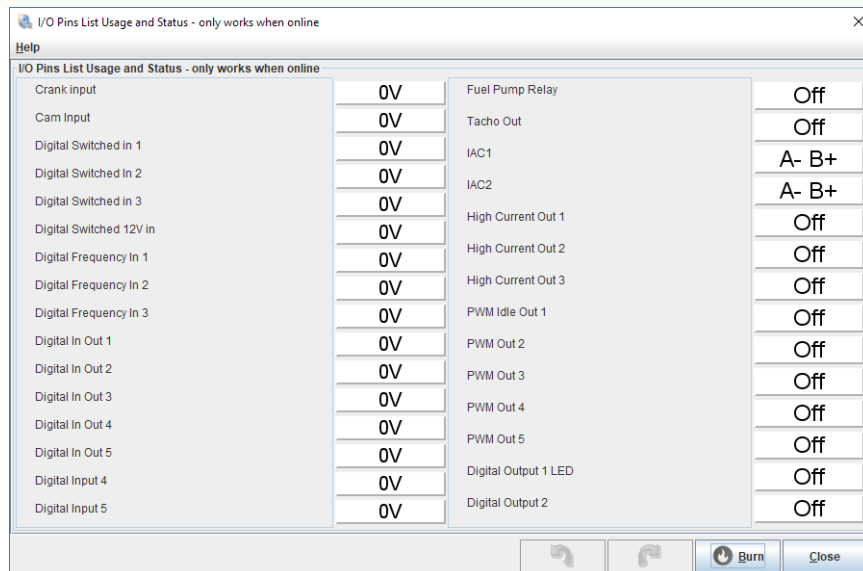 I/O Pins List Usage and Status - only works when online
Help
I/O Pins List Usage and Status - only works when online
Crank input 0V
Cam Input 0V
Digital Switched in 1 0V
Digital Switched In 2 0V
Digital Switched in 3 0V
Digital Switched 12V in 0V
Digital Frequency In 1 0V
Digital Frequency In 2 0V
Digital Frequency In 3 0V
Digital In Out 1 0V
Digital In Out 2 0V
Digital In Out 3 0V
Digital In Out 4 0V
Digital In Out 5 0V
Digital Input 4 0V
Digital Input 5 0V
Fuel Pump Relay Off
Tacho Out Off
IAC1 A- B+
IAC2 A- B+
High Current Out 1 Off
High Current Out 2 Off
High Current Out 3 Off
PWM Idle Out 1 Off
PWM Out 2 Off
PWM Out 3 Off
PWM Out 4 Off
PWM Out 5 Off
Digital Output 1 LED Off
Digital Output 2 Off
Burn Close